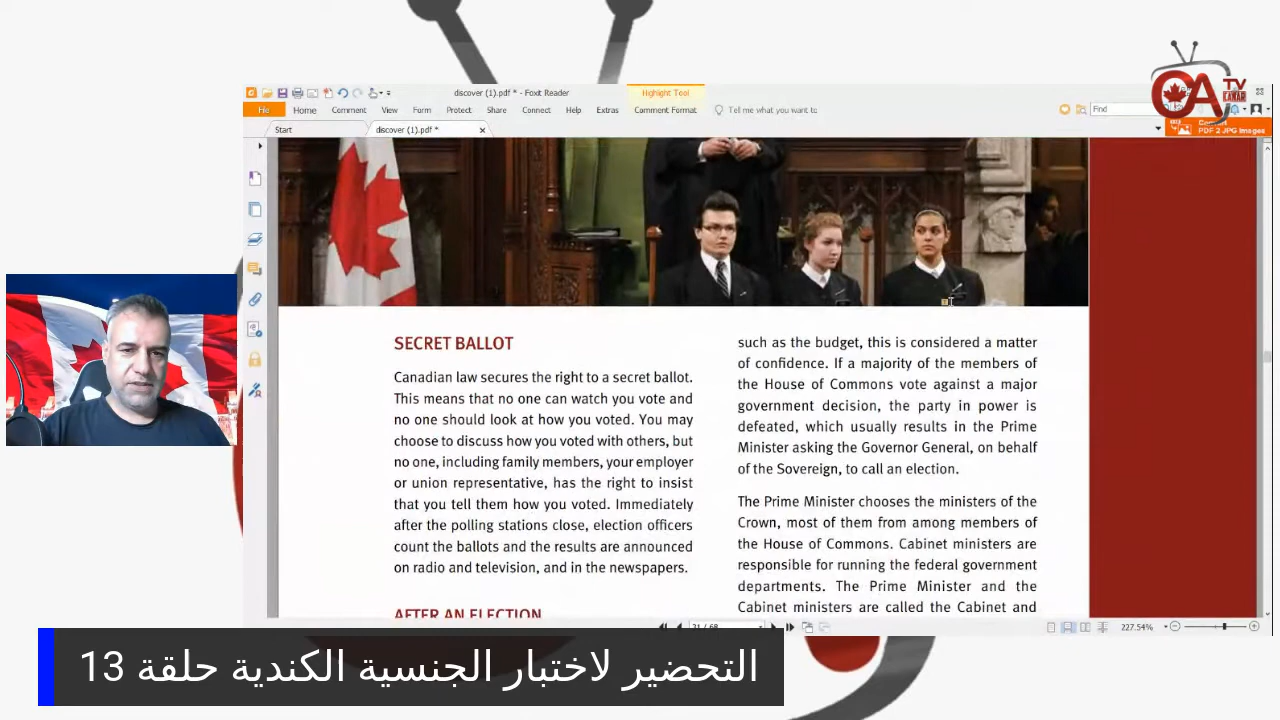 discover (1).pdf * - Foxit Reader
Highlight Tool
File Home Comment View Form Protect Share Connect Help Extras Comment Format Tell me what you want to
Find
Start
discover (1).pdf *
PDF 2 JPG Images
OA TV
SECRET BALLOT
Canadian law secures the right to a secret ballot.
This means that no one can watch you vote and
no one should look at how you voted. You may
choose to discuss how you voted with others, but
no one, including family members, your employer
or union representative, has the right to insist
that you tell them how you voted. Immediately
after the polling stations close, election officers
count the ballots and the results are announced
on radio and television, and in the newspapers.
AFTER AN ELECTION
such as the budget, this is considered a matter
of confidence. If a majority of the members of
the House of Commons vote against a major
government decision, the party in power is
defeated, which usually results in the Prime
Minister asking the Governor General, on behalf
of the Sovereign, to call an election.
The Prime Minister chooses the ministers of the
Crown, most of them from among members of
the House of Commons. Cabinet ministers are
responsible for running the federal government
departments. The Prime Minister and the
Cabinet ministers are called the Cabinet and
31 / 68
227.54%
التحضير لاختبار الجنسية الكندية حلقة 13